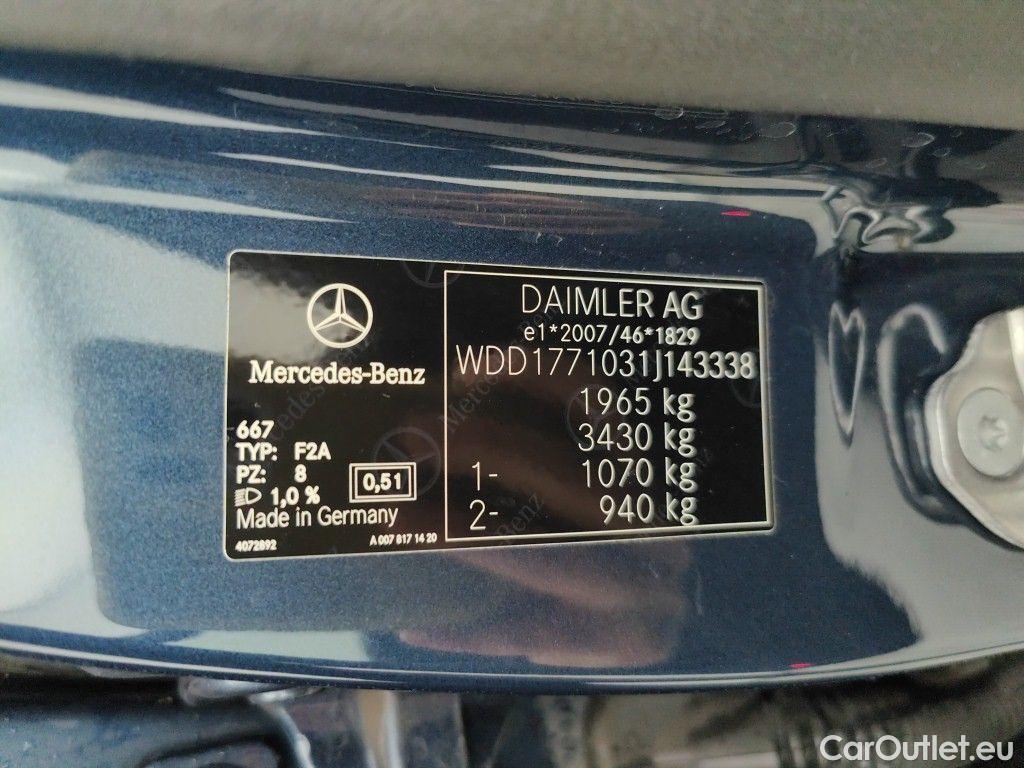 Mercedes-Benz
667
TYP: F2A
PZ: 8
1,0 %
0,51
Made in Germany
4072892
A 007 817 14 20
DAIMLER AG
e1*2007/46*1829
WDD1771031J143338
1965 kg
3430 kg
1- 1070 kg
2- 940 kg
CarOutlet.eu